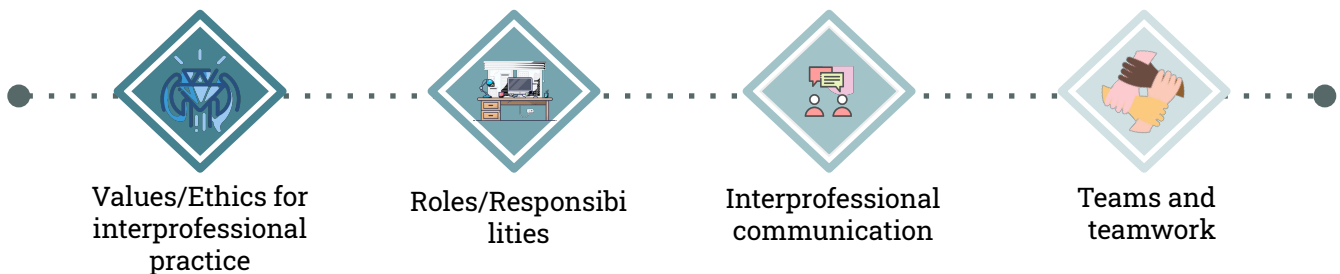 Values/Ethics for
interprofessional
practice
Roles/Responsibi
lities
Interprofessional
communication
Teams and
teamwork